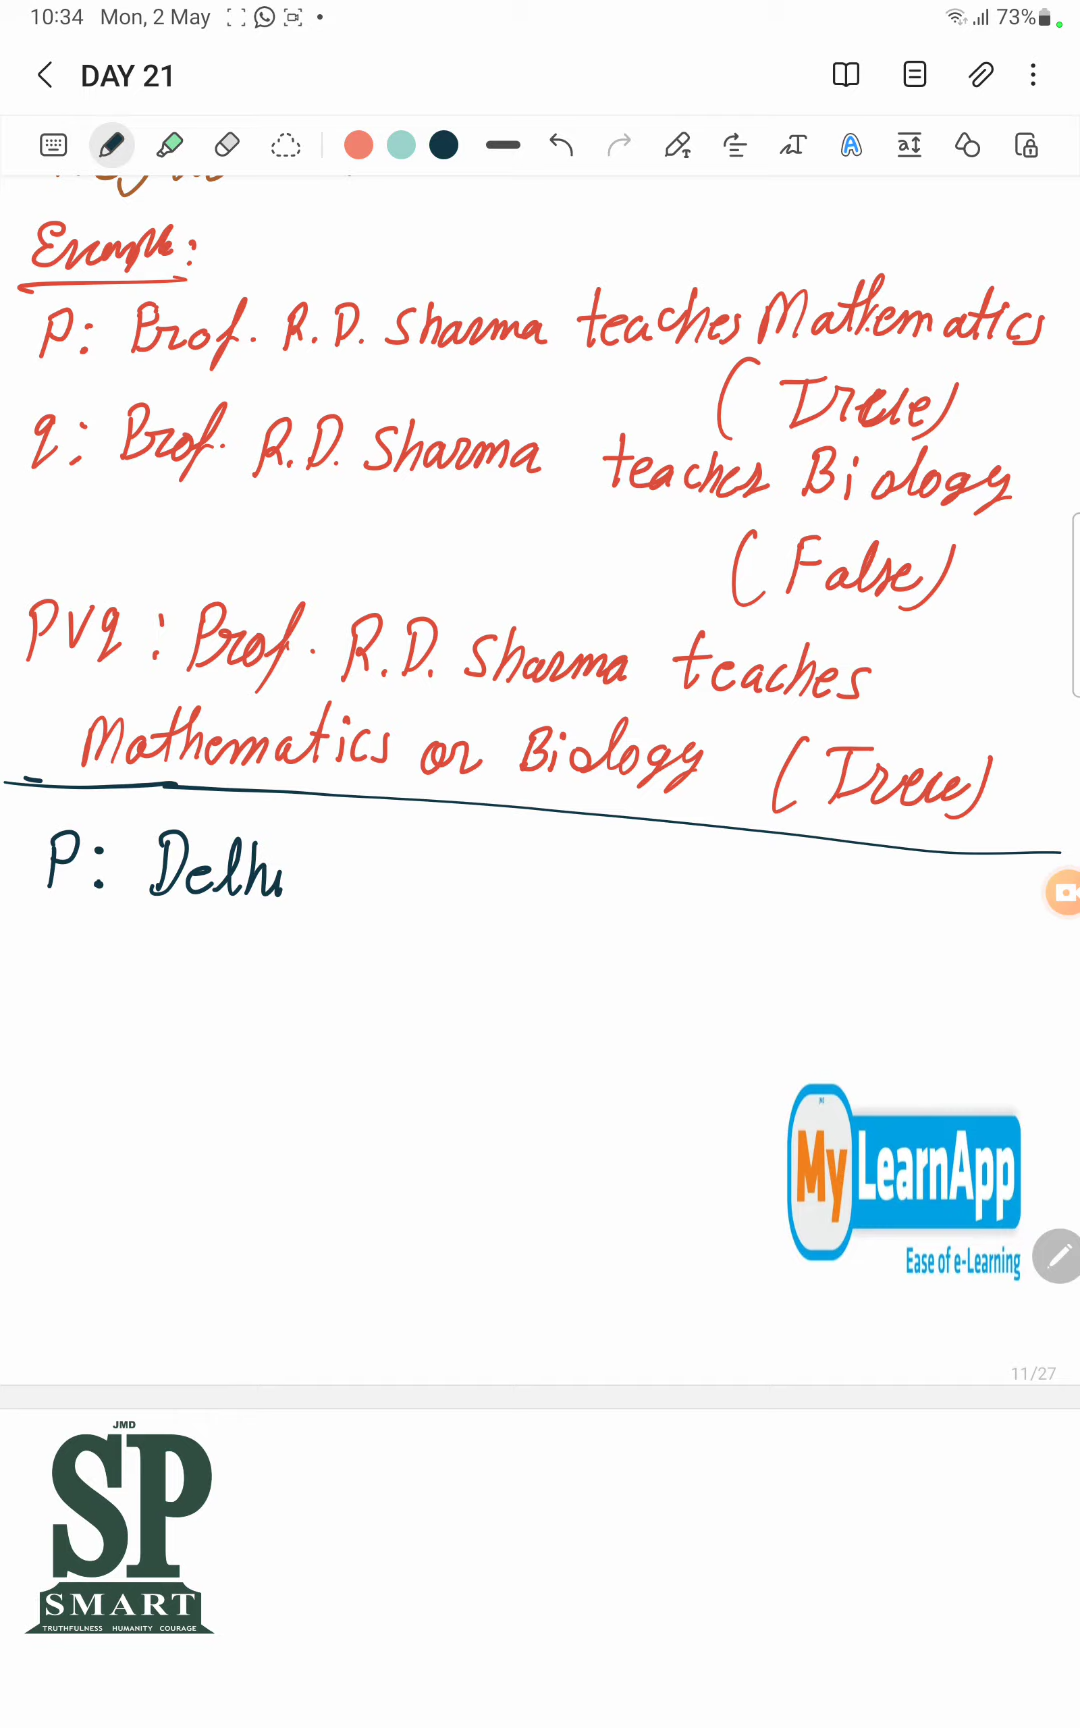 10:34 Mon, 2 May
73%
DAY 21
Example:
p: Prof. R.D. Sharma teaches Mathematics
(True)
q: Prof. R.D. Sharma teaches Biology
(False)
p∨q : Prof. R.D. Sharma teaches
Mathematics or Biology (True)
P: Delhi
My LearnApp
Ease of e-Learning
11/27
JMD
SP
SMART
TRUTHFULNESS HUMANITY COURAGE